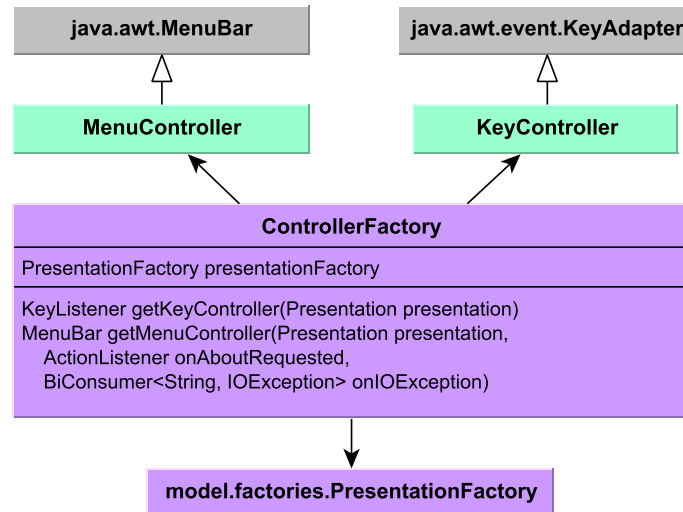 java.awt.MenuBar
java.awt.event.KeyAdapter
MenuController
KeyController
ControllerFactory
PresentationFactory presentationFactory
KeyListener getKeyController(Presentation presentation)
MenuBar getMenuController(Presentation presentation,
ActionListener onAboutRequested,
BiConsumer<String, IOException> onIOException)
model.factories.PresentationFactory